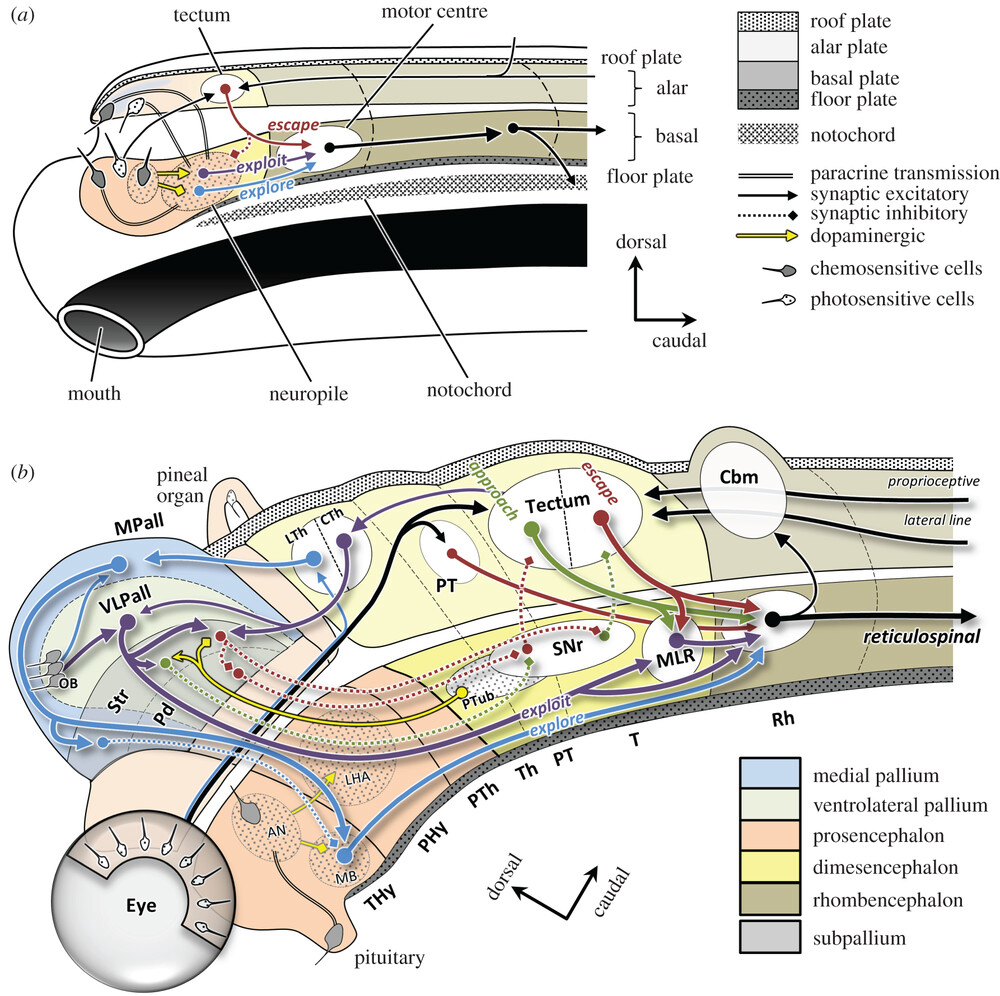 (a)
tectum
motor centre
roof plate
alar
basal
floor plate
escape
exploit
explore
dorsal
caudal
mouth
neuropile
notochord
roof plate
alar plate
basal plate
floor plate
notochord
paracrine transmission
synaptic excitatory
synaptic inhibitory
dopaminergic
chemosensitive cells
photosensitive cells
(b)
pineal
organ
MPall
VLPall
OB
Str
Pd
LTh
CTh
PT
approach
Tectum
escape
Cbm
proprioceptive
lateral line
reticulospinal
SNr
MLR
PTub
exploit
explore
LHA
AN
MB
THy
PHy
PTh
Th
PT
T
Rh
Eye
pituitary
dorsal
caudal
medial pallium
ventrolateral pallium
prosencephalon
dimesencephalon
rhombencephalon
subpallium